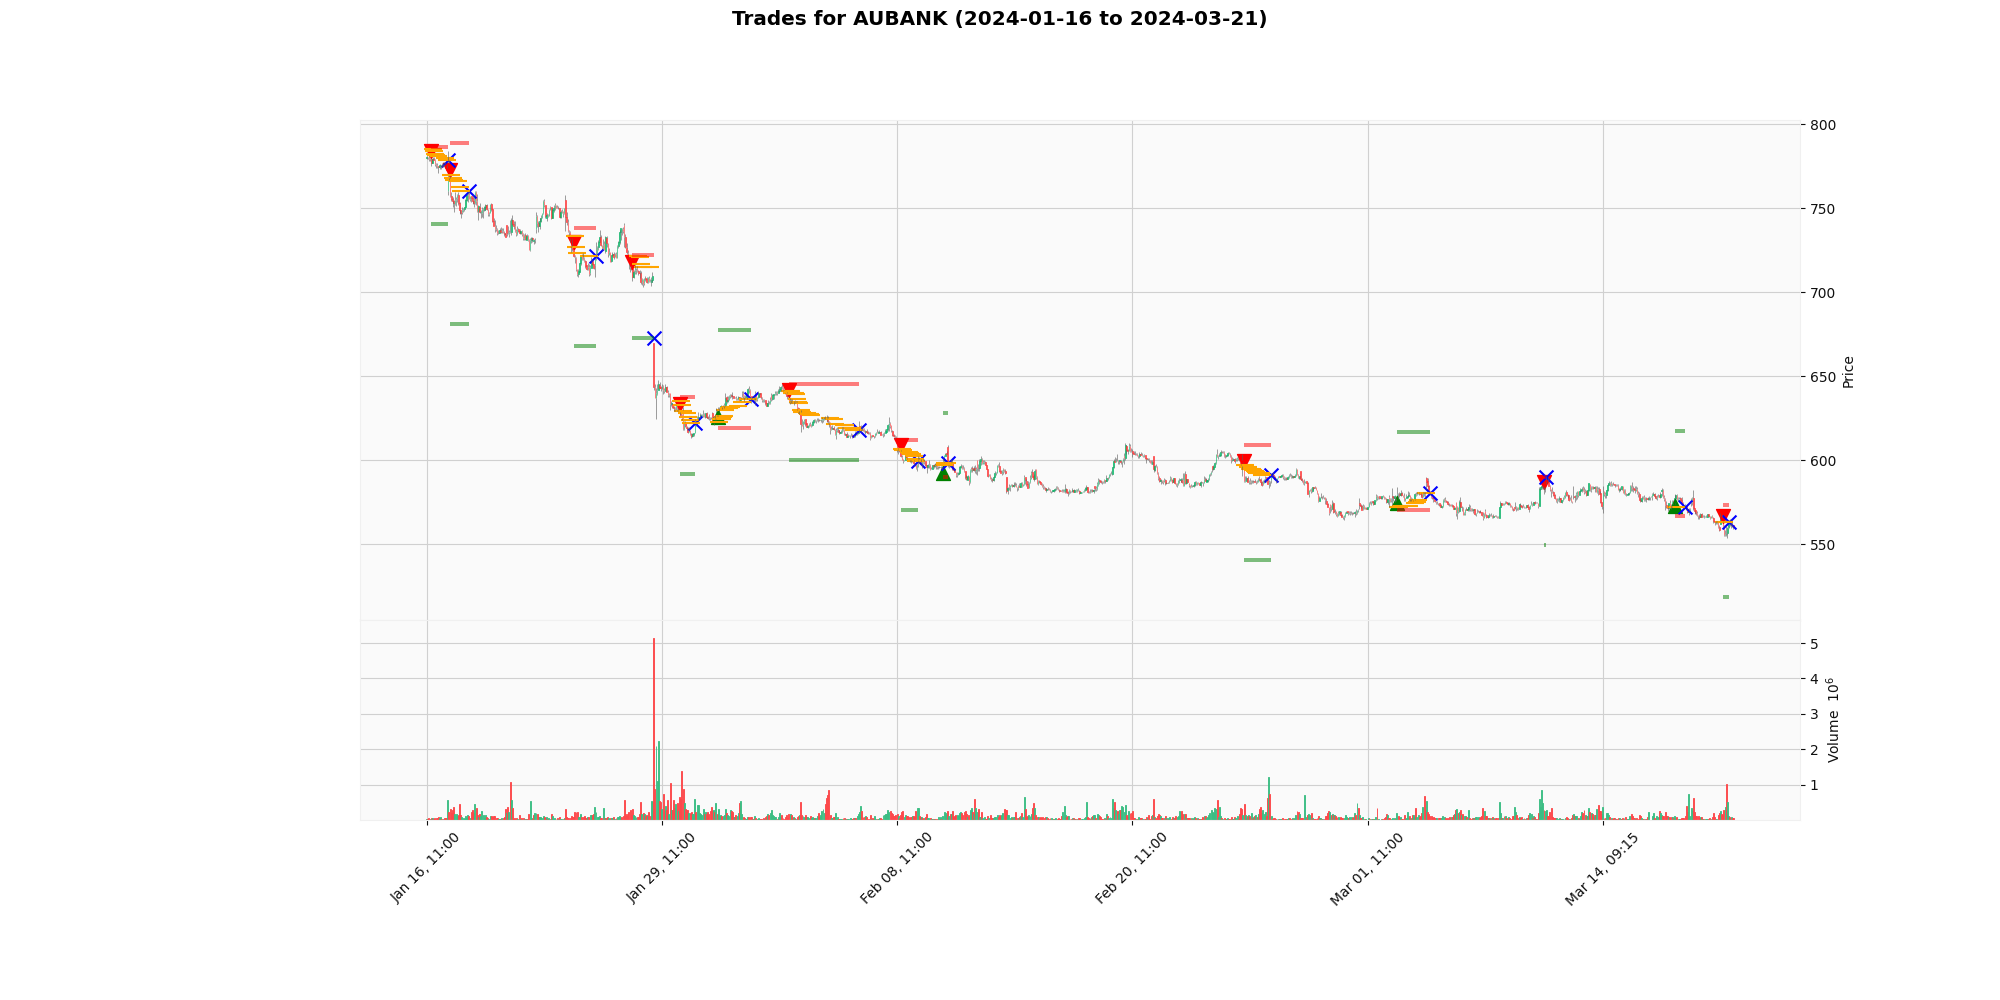 Trades for AUBANK (2024-01-16 to 2024-03-21)
800
750
700
650
600
550
Price
5
4
3
2
1
Volume 10^6
Jan 16, 11:00
Jan 29, 11:00
Feb 08, 11:00
Feb 20, 11:00
Mar 01, 11:00
Mar 14, 09:15